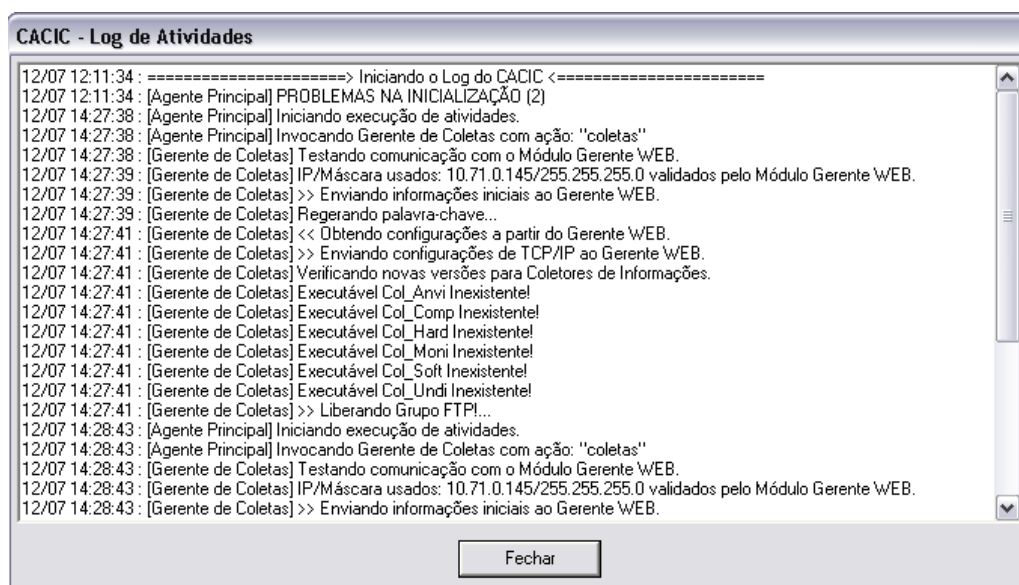 CACIC - Log de Atividades
12/07 12:11:34 : ======================> Iniciando o Log do CACIC <=======================
12/07 12:11:34 : [Agente Principal] PROBLEMAS NA INICIALIZAÇÃO (2)
12/07 14:27:38 : [Agente Principal] Iniciando execução de atividades.
12/07 14:27:38 : [Agente Principal] Invocando Gerente de Coletas com ação: "coletas"
12/07 14:27:38 : [Gerente de Coletas] Testando comunicação com o Módulo Gerente WEB.
12/07 14:27:39 : [Gerente de Coletas] IP/Máscara usados: 10.71.0.145/255.255.255.0 validados pelo Módulo Gerente WEB.
12/07 14:27:39 : [Gerente de Coletas] >> Enviando informações iniciais ao Gerente WEB.
12/07 14:27:39 : [Gerente de Coletas] Regerando palavra-chave...
12/07 14:27:41 : [Gerente de Coletas] << Obtendo configurações a partir do Gerente WEB.
12/07 14:27:41 : [Gerente de Coletas] >> Enviando configurações de TCP/IP ao Gerente WEB.
12/07 14:27:41 : [Gerente de Coletas] Verificando novas versões para Coletores de Informações.
12/07 14:27:41 : [Gerente de Coletas] Executável Col_Anvi Inexistente!
12/07 14:27:41 : [Gerente de Coletas] Executável Col_Comp Inexistente!
12/07 14:27:41 : [Gerente de Coletas] Executável Col_Hard Inexistente!
12/07 14:27:41 : [Gerente de Coletas] Executável Col_Moni Inexistente!
12/07 14:27:41 : [Gerente de Coletas] Executável Col_Soft Inexistente!
12/07 14:27:41 : [Gerente de Coletas] Executável Col_Undi Inexistente!
12/07 14:27:41 : [Gerente de Coletas] >> Liberando Grupo FTP!...
12/07 14:28:43 : [Agente Principal] Iniciando execução de atividades.
12/07 14:28:43 : [Agente Principal] Invocando Gerente de Coletas com ação: "coletas"
12/07 14:28:43 : [Gerente de Coletas] Testando comunicação com o Módulo Gerente WEB.
12/07 14:28:43 : [Gerente de Coletas] IP/Máscara usados: 10.71.0.145/255.255.255.0 validados pelo Módulo Gerente WEB.
12/07 14:28:43 : [Gerente de Coletas] >> Enviando informações iniciais ao Gerente WEB.
Fechar